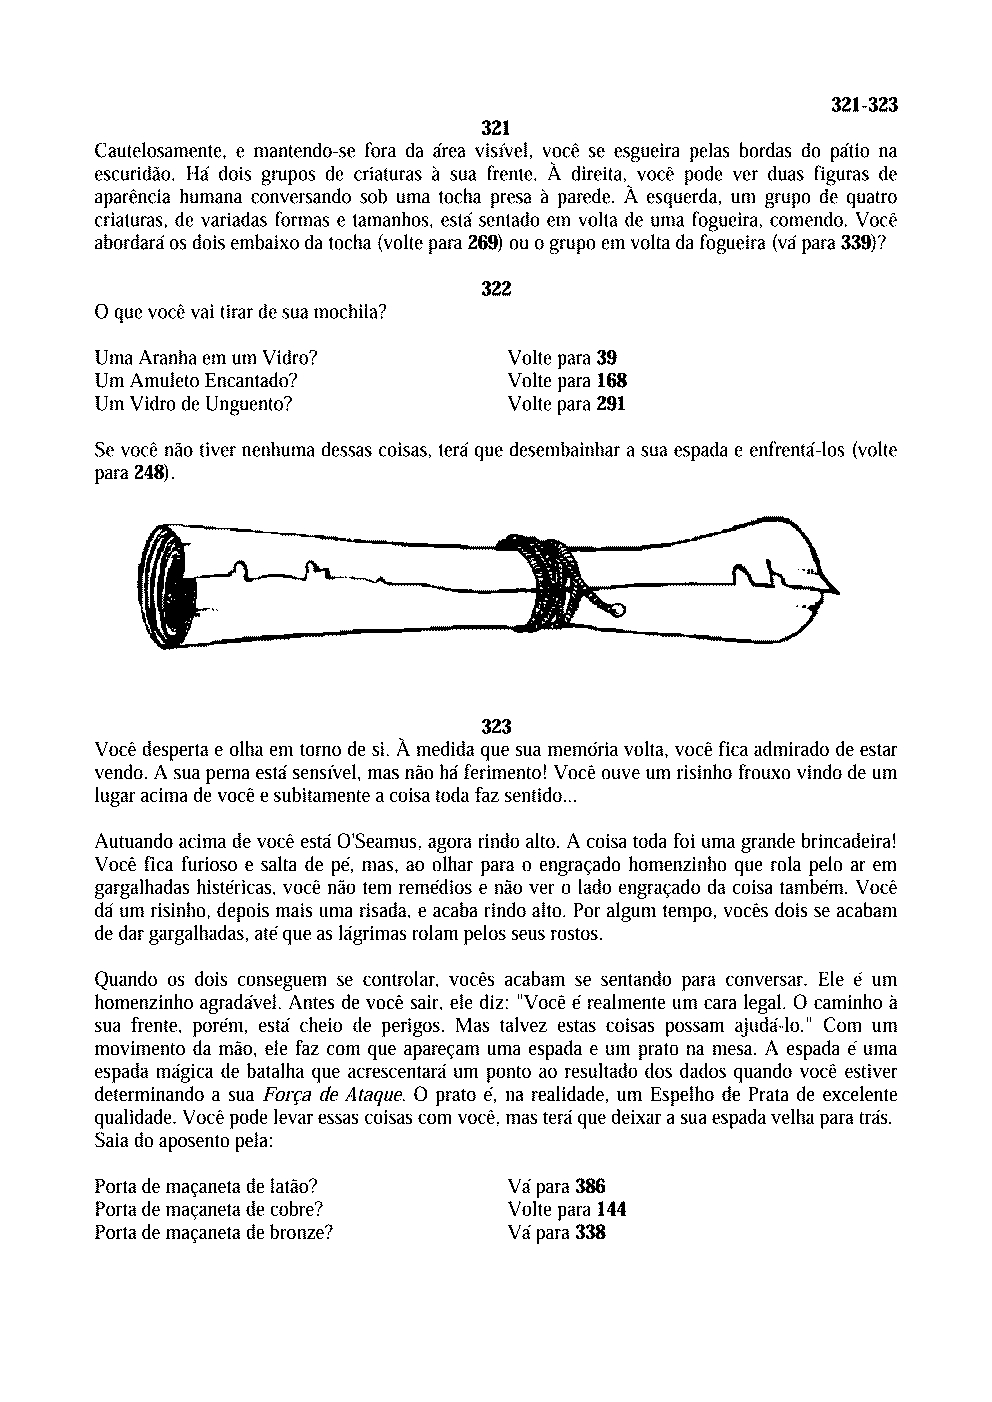 321-323
321
Cautelosamente, e mantendo-se fora da área visível, você se esgueira pelas bordas do pátio na
escuridão. Há dois grupos de criaturas à sua frente. À direita, você pode ver duas figuras de
aparência humana conversando sob uma tocha presa à parede. À esquerda, um grupo de quatro
criaturas, de variadas formas e tamanhos, está sentado em volta de uma fogueira, comendo. Você
abordará os dois embaixo da tocha (volte para 269) ou o grupo em volta da fogueira (vá para 339)?
322
O que você vai tirar de sua mochila?
Uma Aranha em um Vidro? Volte para 39
Um Amuleto Encantado? Volte para 168
Um Vidro de Unguento? Volte para 291
Se você não tiver nenhuma dessas coisas, terá que desembainhar a sua espada e enfrentá-los (volte
para 248).
323
Você desperta e olha em torno de si. À medida que sua memória volta, você fica admirado de estar
vendo. A sua perna está sensível, mas não há ferimento! Você ouve um risinho frouxo vindo de um
lugar acima de você e subitamente a coisa toda faz sentido...
Autuando acima de você está O'Seamus, agora rindo alto. A coisa toda foi uma grande brincadeira!
Você fica furioso e salta de pé, mas, ao olhar para o engraçado homenzinho que rola pelo ar em
gargalhadas histéricas, você não tem remédios e não ver o lado engraçado da coisa também. Você
dá um risinho, depois mais uma risada, e acaba rindo alto. Por algum tempo, vocês dois se acabam
de dar gargalhadas, até que as lágrimas rolam pelos seus rostos.
Quando os dois conseguem se controlar, vocês acabam se sentando para conversar. Ele é um
homenzinho agradável. Antes de você sair, ele diz: "Você é realmente um cara legal. O caminho à
sua frente, porém, está cheio de perigos. Mas talvez estas coisas possam ajudá-lo." Com um
movimento da mão, ele faz com que apareçam uma espada e um prato na mesa. A espada é uma
espada mágica de batalha que acrescentará um ponto ao resultado dos dados quando você estiver
determinando a sua Força de Ataque. O prato é, na realidade, um Espelho de Prata de excelente
qualidade. Você pode levar essas coisas com você, mas terá que deixar a sua espada velha para trás.
Saia do aposento pela:
Porta de maçaneta de latão? Vá para 386
Porta de maçaneta de cobre? Volte para 144
Porta de maçaneta de bronze? Vá para 338